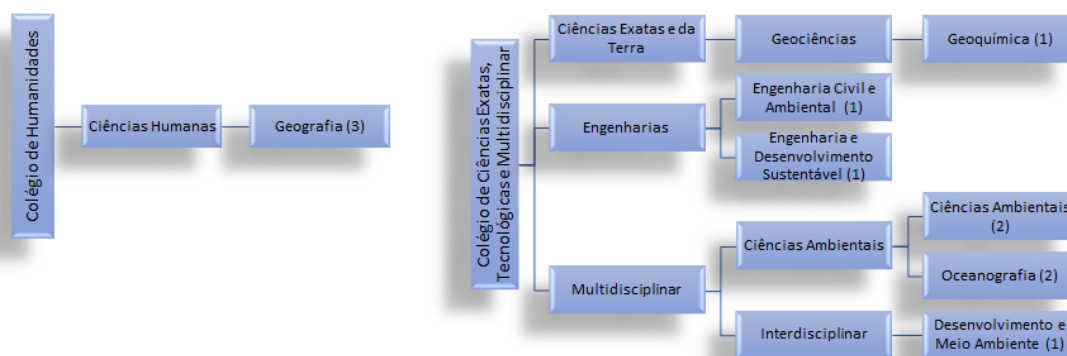 Colégio de Humanidades
Ciências Humanas
Geografia (3)
Colégio de Ciências Exatas,
Tecnológicas e Multidisciplinar
Ciências Exatas e da
Terra
Geociências
Geoquímica (1)
Engenharias
Engenharia Civil e
Ambiental (1)
Engenharia e
Desenvolvimento
Sustentável (1)
Multidisciplinar
Ciências Ambientais
Ciências Ambientais
(2)
Oceanografia (2)
Interdisciplinar
Desenvolvimento e
Meio Ambiente (1)